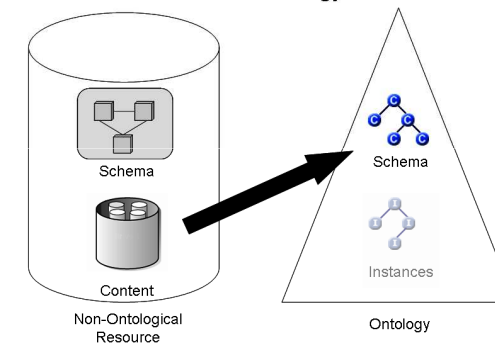 Schema
Content
Non-Ontological
Resource
C
C
C
C
C
Schema
I
I
I
I
Instances
Ontology